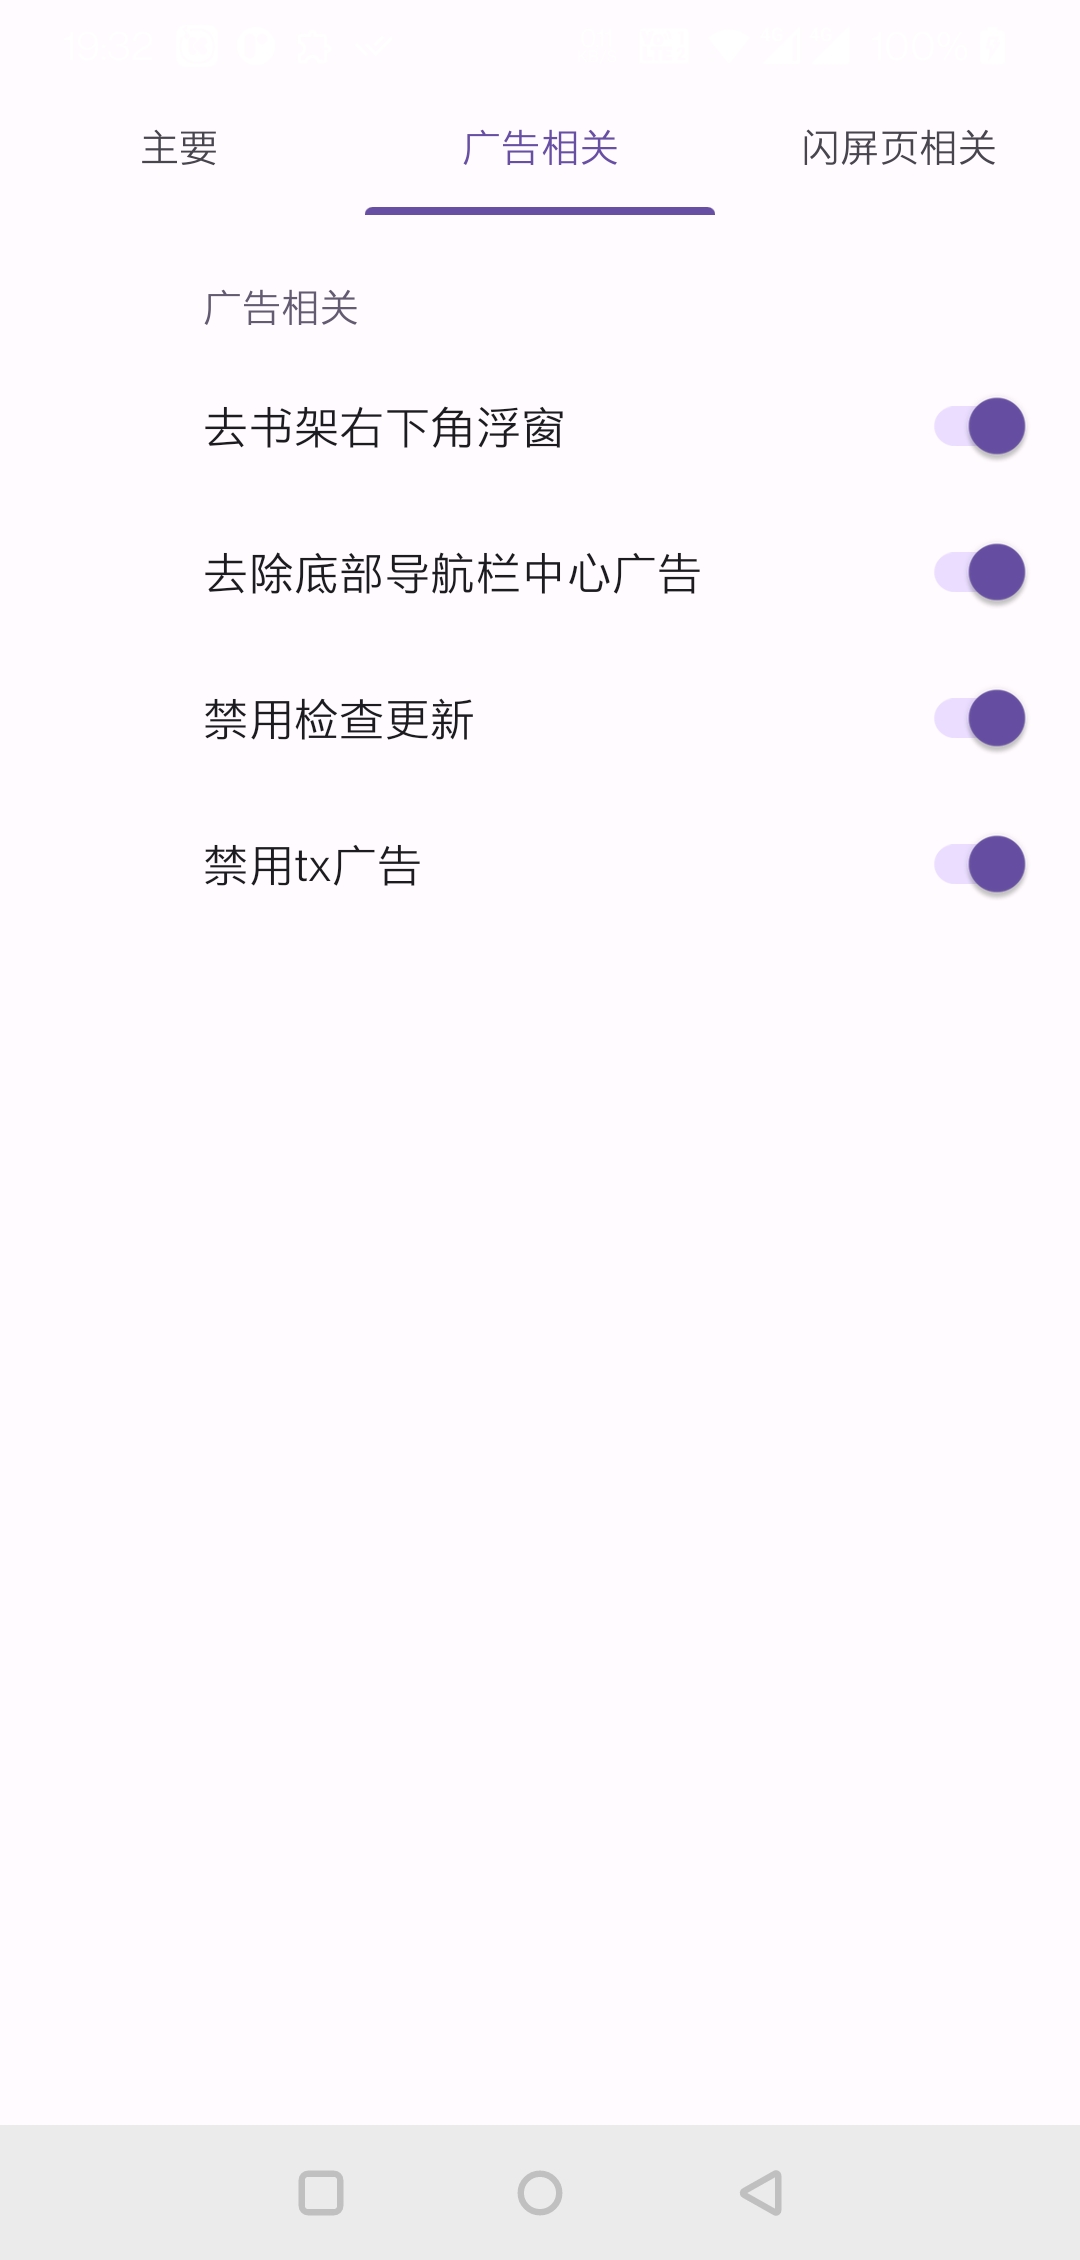 主要
广告相关
闪屏页相关
广告相关
去书架右下角浮窗
去除底部导航栏中心广告
禁用检查更新
禁用tx广告